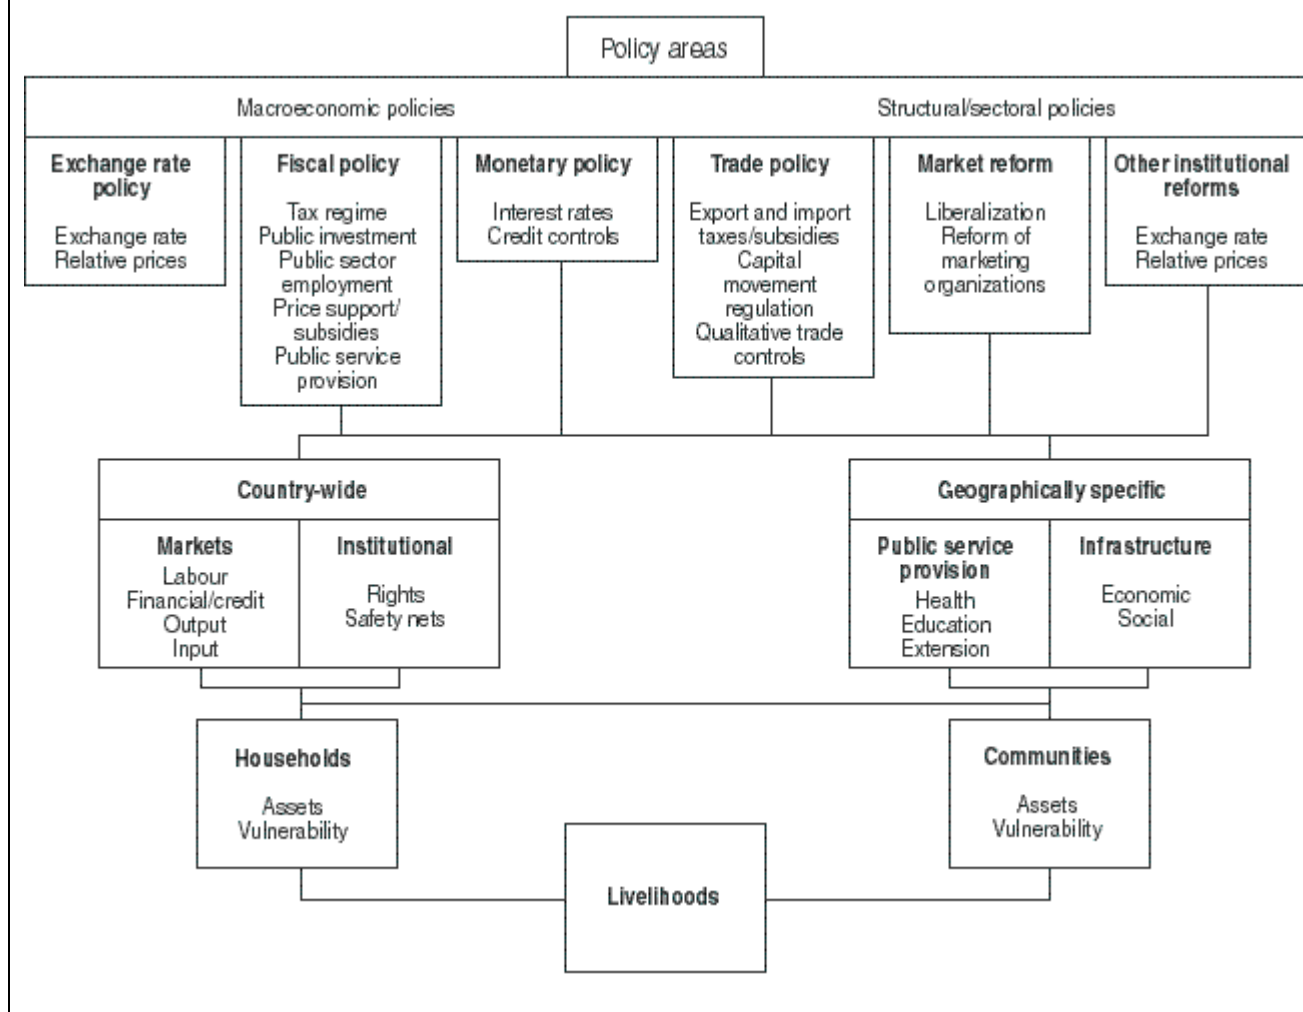 Policy areas
Macroeconomic policies
Structural/sectoral policies
Exchange rate
policy
Exchange rate
Relative prices
Fiscal policy
Tax regime
Public investment
Public sector
employment
Price support/
subsidies
Public service
provision
Monetary policy
Interest rates
Credit controls
Trade policy
Export and import
taxes/subsidies
Capital
movement
regulation
Qualitative trade
controls
Market reform
Liberalization
Reform of
marketing
organizations
Other institutional
reforms
Exchange rate
Relative prices
Country-wide
Markets
Labour
Financial/credit
Output
Input
Institutional
Rights
Safety nets
Geographically specific
Public service
provision
Health
Education
Extension
Infrastructure
Economic
Social
Households
Assets
Vulnerability
Communities
Assets
Vulnerability
Livelihoods